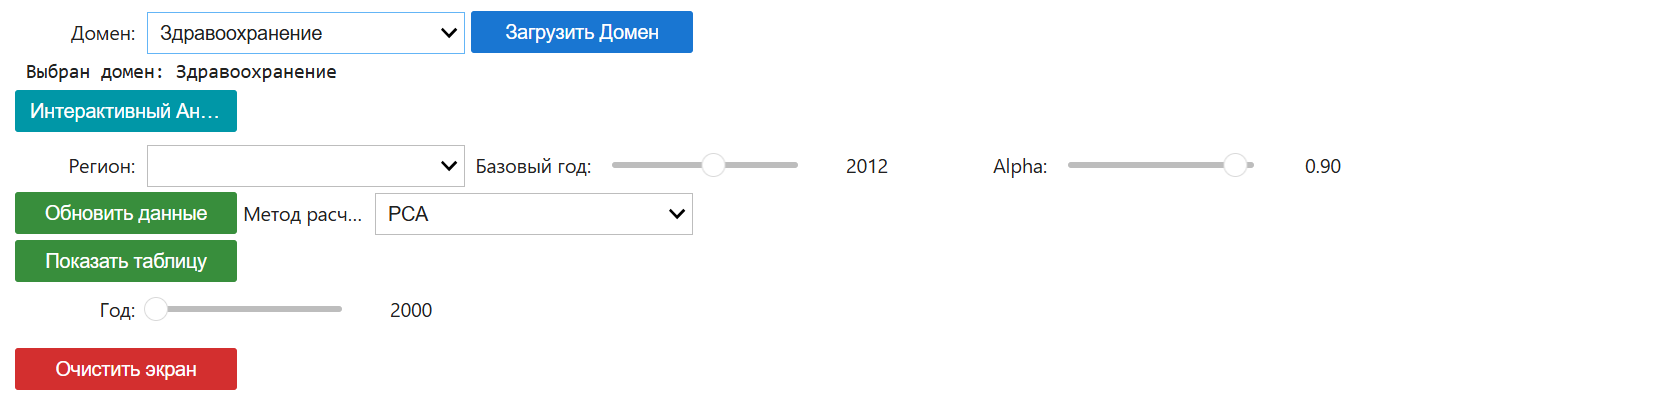 Домен: Здравоохранение Загрузить Домен
Выбран домен: Здравоохранение
Интерактивный Ан…
Регион: Базовый год: 2012 Alpha: 0.90
Обновить данные Метод расч… PCA
Показать таблицу
Год: 2000
Очистить экран